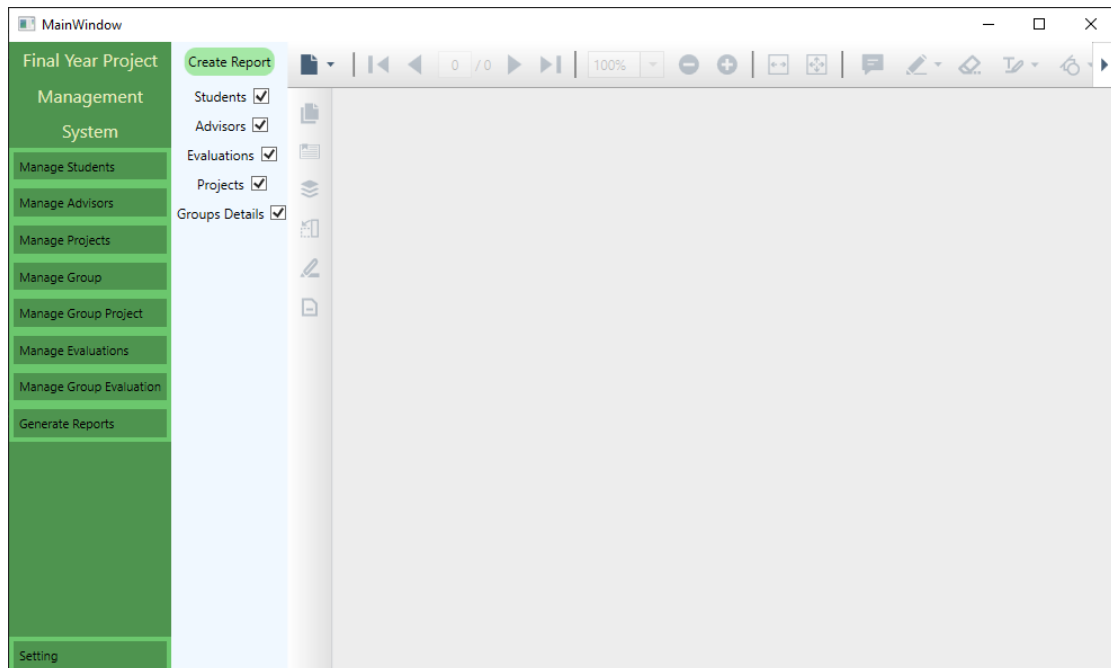 MainWindow
Final Year Project
Management
System
Manage Students
Manage Advisors
Manage Projects
Manage Group
Manage Group Project
Manage Evaluations
Manage Group Evaluation
Generate Reports
Setting
Create Report
Students
Advisors
Evaluations
Projects
Groups Details
0 / 0
100%